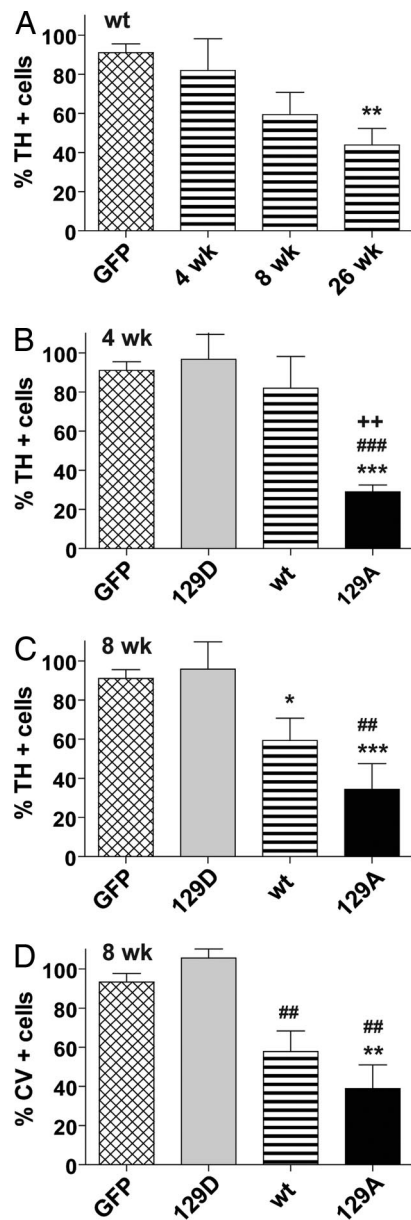 A
wt
% TH + cells
100
80
60
40
20
0
**
GFP
4 wk
8 wk
26 wk
B
4 wk
% TH + cells
100
80
60
40
20
0
++
###
***
GFP
129D
wt
129A
C
8 wk
% TH + cells
100
80
60
40
20
0
*
##
***
GFP
129D
wt
129A
D
8 wk
% CV + cells
100
80
60
40
20
0
##
##
**
GFP
129D
wt
129A